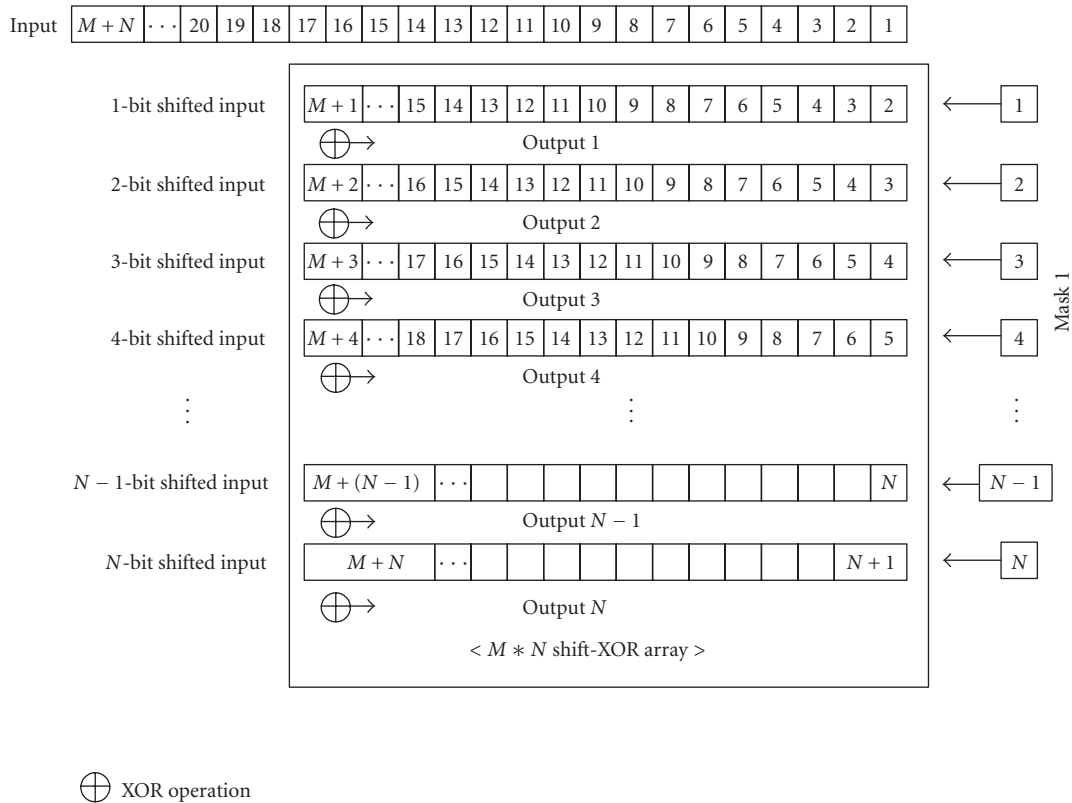 Input M + N · · · 20 19 18 17 16 15 14 13 12 11 10 9 8 7 6 5 4 3 2 1
1-bit shifted input M + 1 · · · 15 14 13 12 11 10 9 8 7 6 5 4 3 2 1
Output 1
2-bit shifted input M + 2 · · · 16 15 14 13 12 11 10 9 8 7 6 5 4 3 2
Output 2
3-bit shifted input M + 3 · · · 17 16 15 14 13 12 11 10 9 8 7 6 5 4 3
Output 3
4-bit shifted input M + 4 · · · 18 17 16 15 14 13 12 11 10 9 8 7 6 5 4
Output 4
Mask 1
⋮ ⋮ ⋮
N − 1-bit shifted input M + (N − 1) · · · N N − 1
Output N − 1
N-bit shifted input M + N · · · N + 1 N
Output N
< M ∗ N shift-XOR array >
⊕ XOR operation